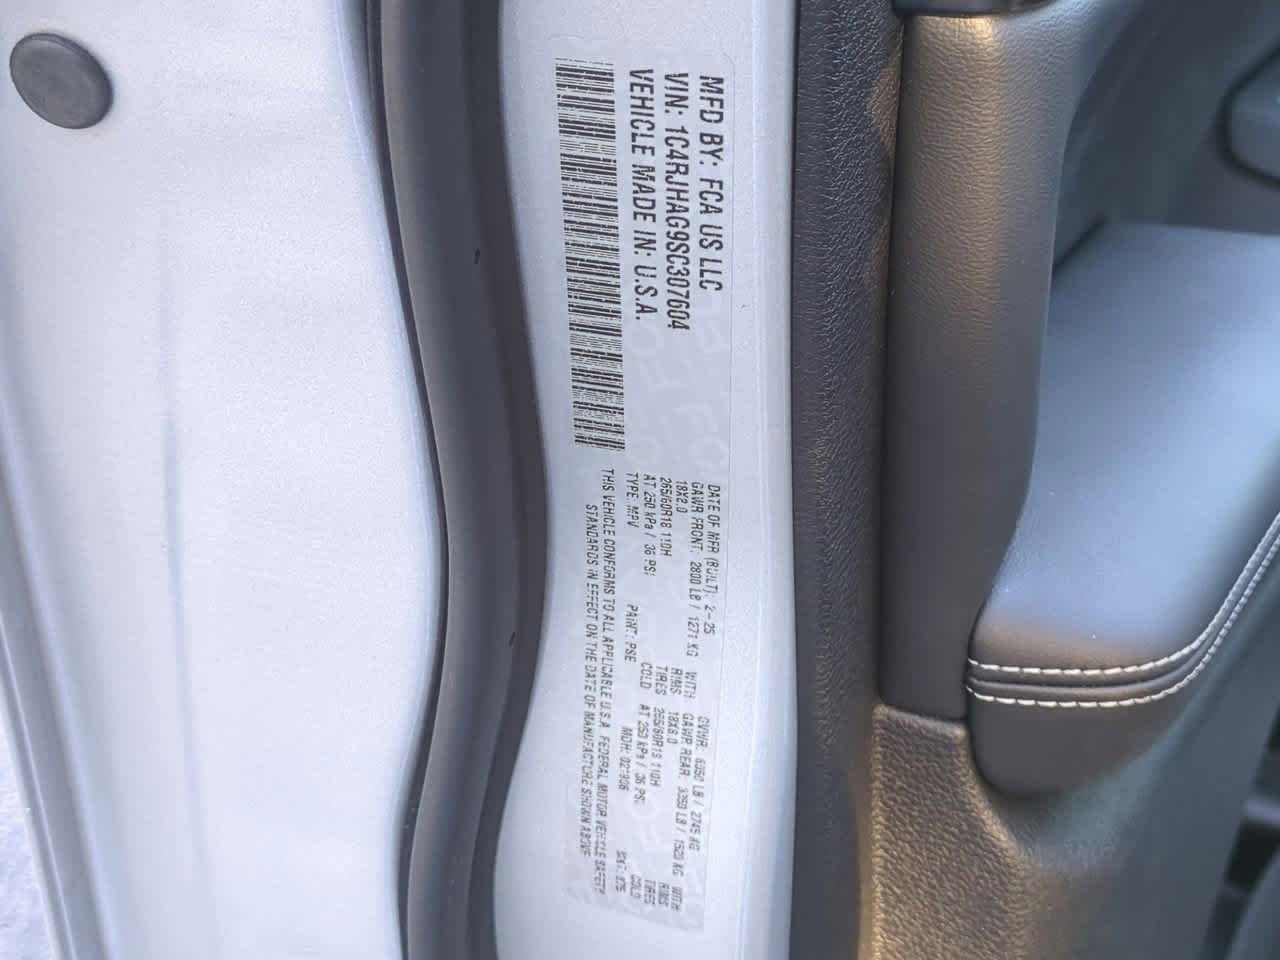 MFD BY: FCA US LLC
VIN: 1C4RJHAG9SC307604
VEHICLE MADE IN: U.S.A.
DATE OF MFR (BUILT): 2-25 GVWR: 6050 LB / 2745 KG
GAWR FRONT: 2800 LB / 1271 KG WITH GAWR REAR: 3350 LB / 1520 KG WITH
18X8.0 RIMS 18X8.0 RIMS
265/60R18 110H TIRES 265/60R18 110H TIRES
AT 250 kPa / 36 PSI COLD AT 250 kPa / 36 PSI COLD
TYPE: MPV PAINT: PSE MDH: 021906
THIS VEHICLE CONFORMS TO ALL APPLICABLE U.S.A. FEDERAL MOTOR VEHICLE SAFETY
STANDARDS IN EFFECT ON THE DATE OF MANUFACTURE SHOWN ABOVE